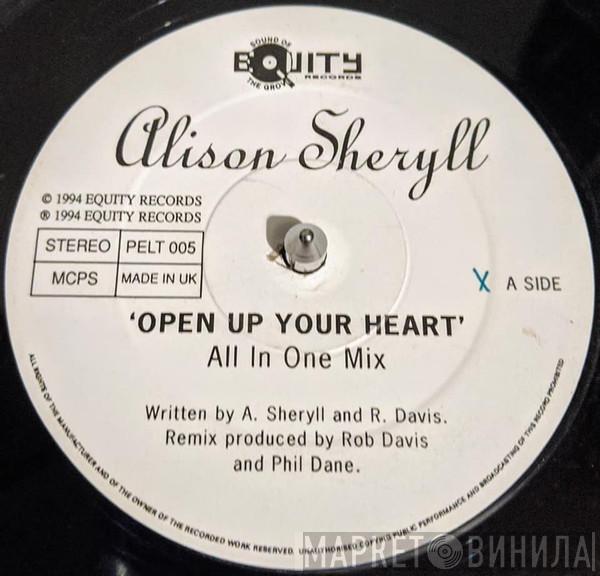 SOUND OF
EQUITY
RECORDS
THE GROOVE
Alison Sheryll
© 1994 EQUITY RECORDS
℗ 1994 EQUITY RECORDS
STEREO PELT 005
MCPS MADE IN UK
X A SIDE
'OPEN UP YOUR HEART'
All In One Mix
Written by A. Sheryll and R. Davis.
Remix produced by Rob Davis
and Phil Dane.
ALL RIGHTS OF THE MANUFACTURER AND OF THE OWNER OF THE RECORDED WORK RESERVED. UNAUTHORISED COPYING PUBLIC PERFORMANCE AND BROADCASTING OF THIS RECORD PROHIBITED
МАРКЕТ ВИНИЛА